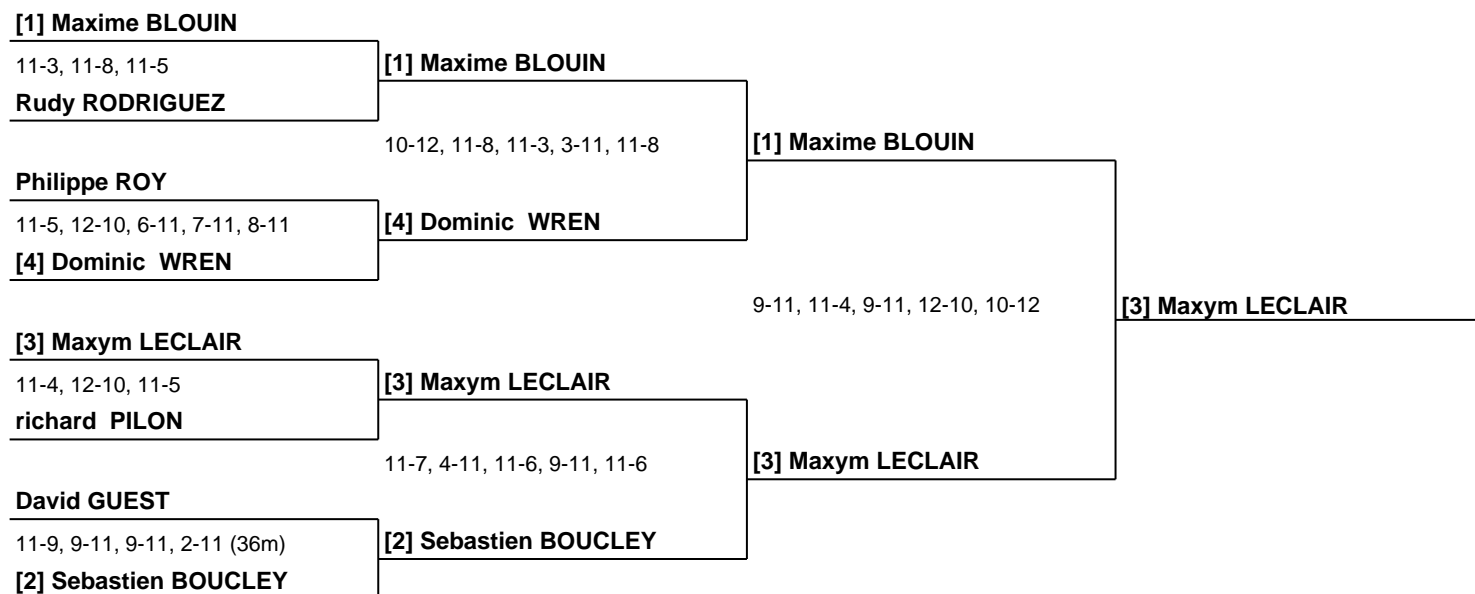 [1] Maxime BLOUIN
11-3, 11-8, 11-5
[1] Maxime BLOUIN
Rudy RODRIGUEZ
10-12, 11-8, 11-3, 3-11, 11-8
[1] Maxime BLOUIN
Philippe ROY
11-5, 12-10, 6-11, 7-11, 8-11
[4] Dominic  WREN
[4] Dominic  WREN
9-11, 11-4, 9-11, 12-10, 10-12
[3] Maxym LECLAIR
[3] Maxym LECLAIR
11-4, 12-10, 11-5
[3] Maxym LECLAIR
richard  PILON
11-7, 4-11, 11-6, 9-11, 11-6
[3] Maxym LECLAIR
David GUEST
11-9, 9-11, 9-11, 2-11 (36m)
[2] Sebastien BOUCLEY
[2] Sebastien BOUCLEY